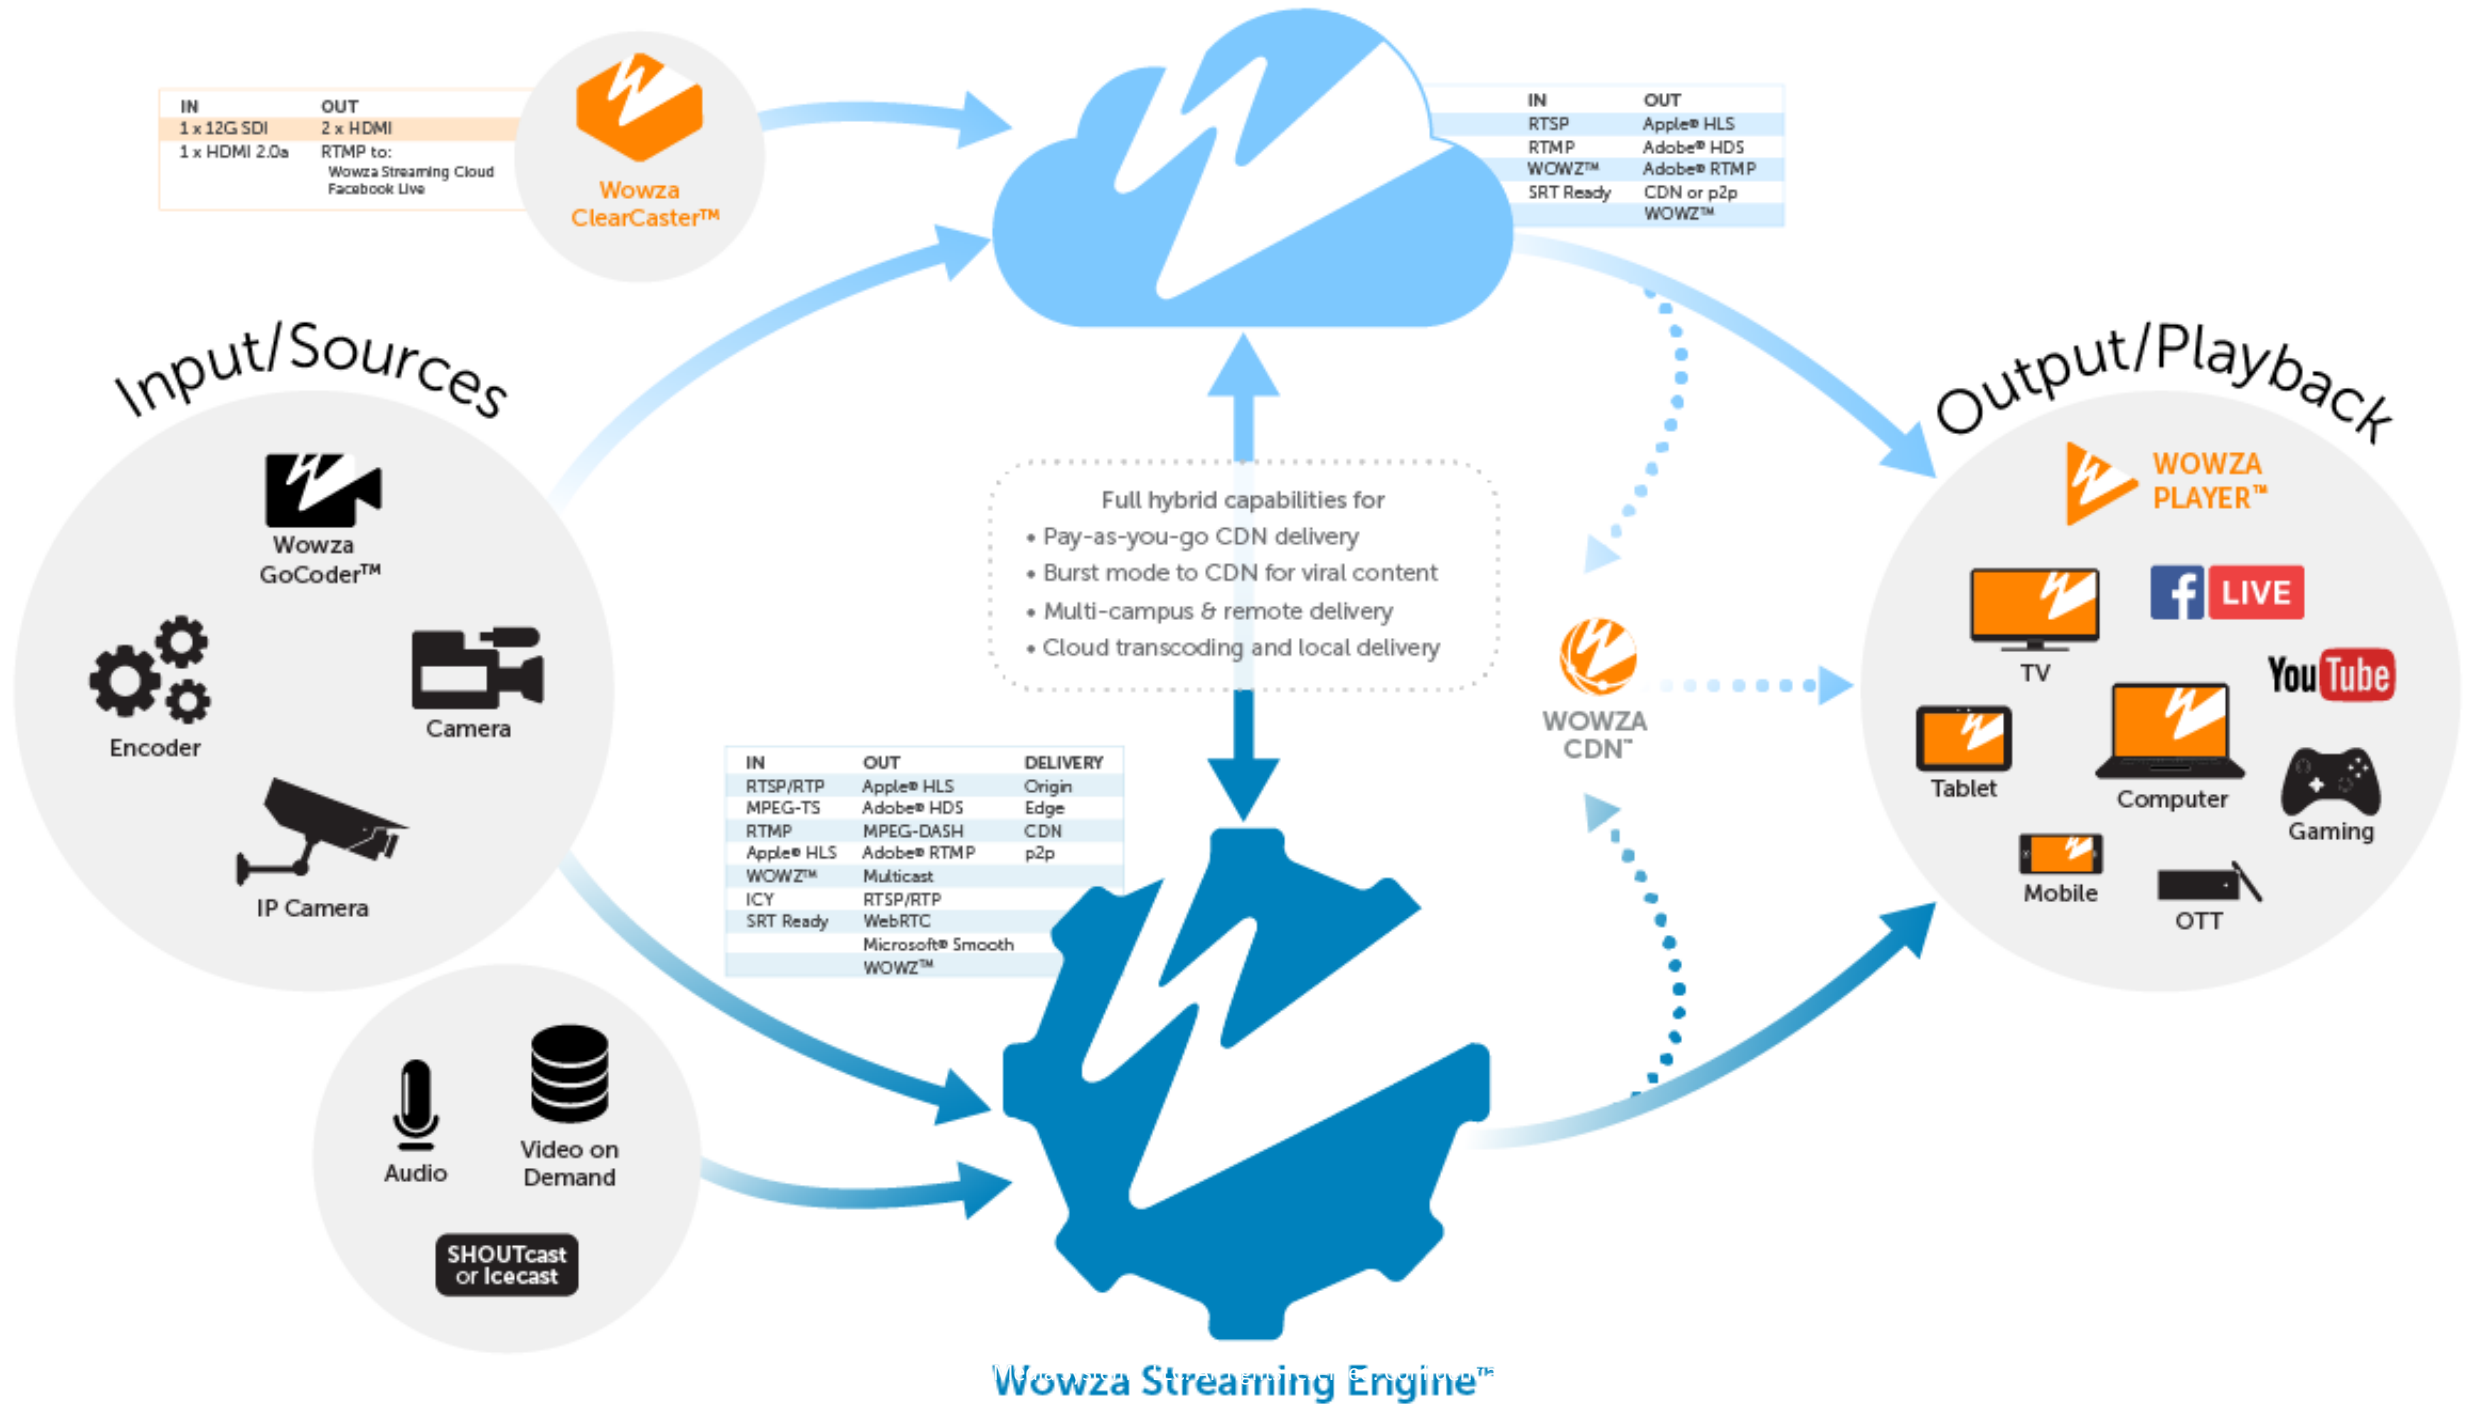 IN OUT
1 x 12G SDI 2 x HDMI
1 x HDMI 2.0a RTMP to:
Wowza Streaming Cloud
Facebook Live
Wowza
ClearCaster™
IN OUT
RTSP Apple® HLS
RTMP Adobe® HDS
WOWZ™ Adobe® RTMP
SRT Ready CDN or p2p
WOWZ™
Input/Sources
Wowza
GoCoder™
Encoder
Camera
IP Camera
Audio
Video on
Demand
SHOUTcast
or Icecast
Full hybrid capabilities for
• Pay-as-you-go CDN delivery
• Burst mode to CDN for viral content
• Multi-campus & remote delivery
• Cloud transcoding and local delivery
IN OUT DELIVERY
RTSP/RTP Apple® HLS Origin
MPEG-TS Adobe® HDS Edge
RTMP MPEG-DASH CDN
Apple® HLS Adobe® RTMP p2p
WOWZ™ Multicast
ICY RTSP/RTP
SRT Ready WebRTC
Microsoft® Smooth
WOWZ™
WOWZA
CDN™
Output/Playback
WOWZA
PLAYER™
TV
f LIVE
YouTube
Tablet
Computer
Gaming
Mobile
OTT
Wowza Streaming Engine™